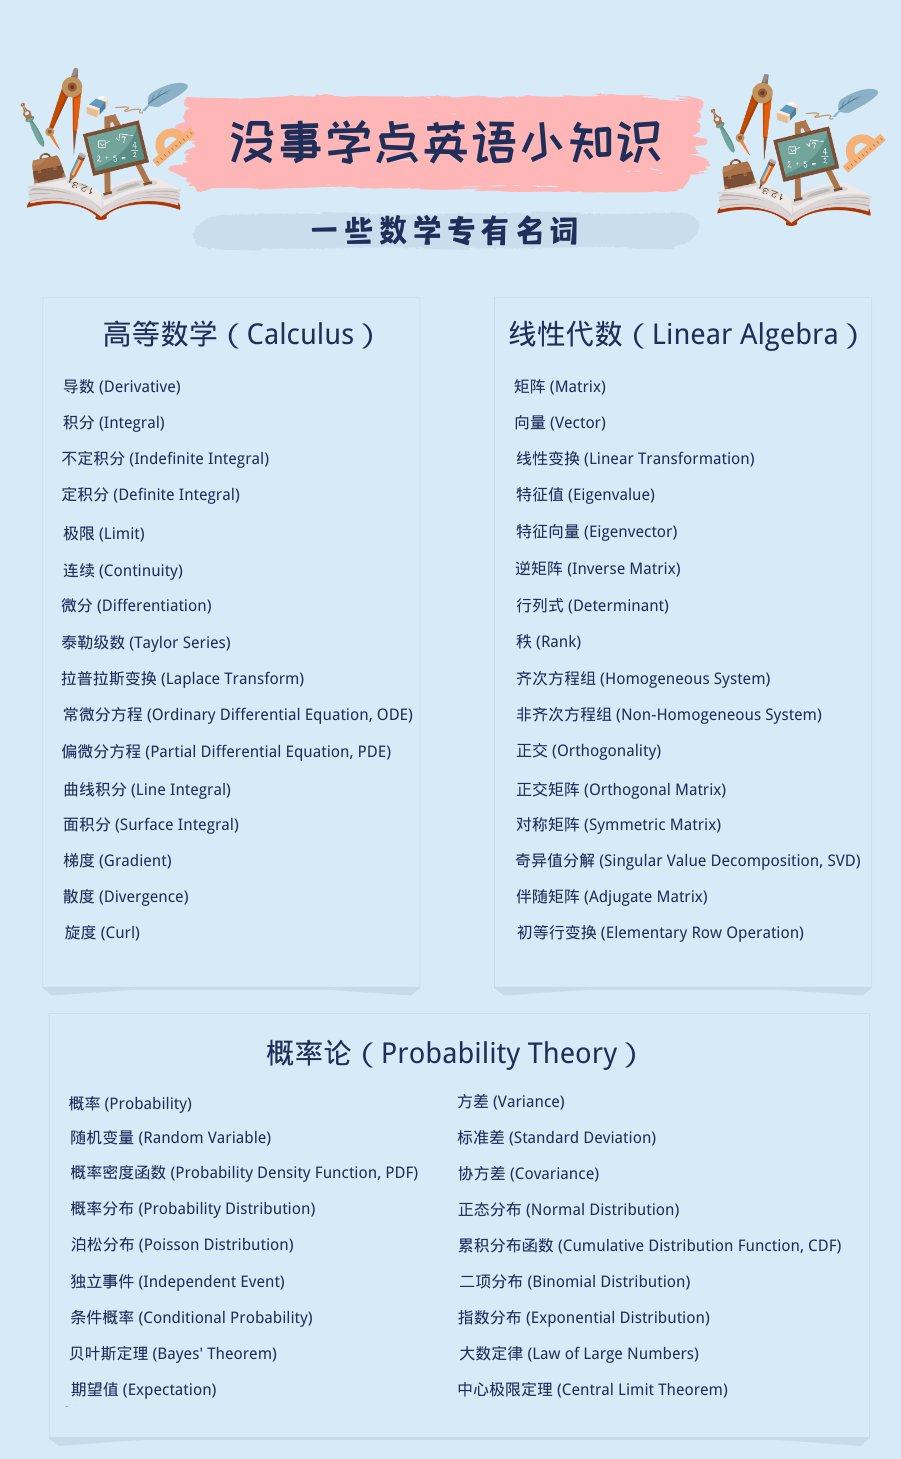 没事学点英语小知识
一些数学专有名词
高等数学（Calculus）
导数 (Derivative)
积分 (Integral)
不定积分 (Indefinite Integral)
定积分 (Definite Integral)
极限 (Limit)
连续 (Continuity)
微分 (Differentiation)
泰勒级数 (Taylor Series)
拉普拉斯变换 (Laplace Transform)
常微分方程 (Ordinary Differential Equation, ODE)
偏微分方程 (Partial Differential Equation, PDE)
曲线积分 (Line Integral)
面积分 (Surface Integral)
梯度 (Gradient)
散度 (Divergence)
旋度 (Curl)
线性代数（Linear Algebra）
矩阵 (Matrix)
向量 (Vector)
线性变换 (Linear Transformation)
特征值 (Eigenvalue)
特征向量 (Eigenvector)
逆矩阵 (Inverse Matrix)
行列式 (Determinant)
秩 (Rank)
齐次方程组 (Homogeneous System)
非齐次方程组 (Non-Homogeneous System)
正交 (Orthogonality)
正交矩阵 (Orthogonal Matrix)
对称矩阵 (Symmetric Matrix)
奇异值分解 (Singular Value Decomposition, SVD)
伴随矩阵 (Adjugate Matrix)
初等行变换 (Elementary Row Operation)
概率论（Probability Theory）
概率 (Probability)
随机变量 (Random Variable)
概率密度函数 (Probability Density Function, PDF)
概率分布 (Probability Distribution)
泊松分布 (Poisson Distribution)
独立事件 (Independent Event)
条件概率 (Conditional Probability)
贝叶斯定理 (Bayes' Theorem)
期望值 (Expectation)
方差 (Variance)
标准差 (Standard Deviation)
协方差 (Covariance)
正态分布 (Normal Distribution)
累积分布函数 (Cumulative Distribution Function, CDF)
二项分布 (Binomial Distribution)
指数分布 (Exponential Distribution)
大数定律 (Law of Large Numbers)
中心极限定理 (Central Limit Theorem)